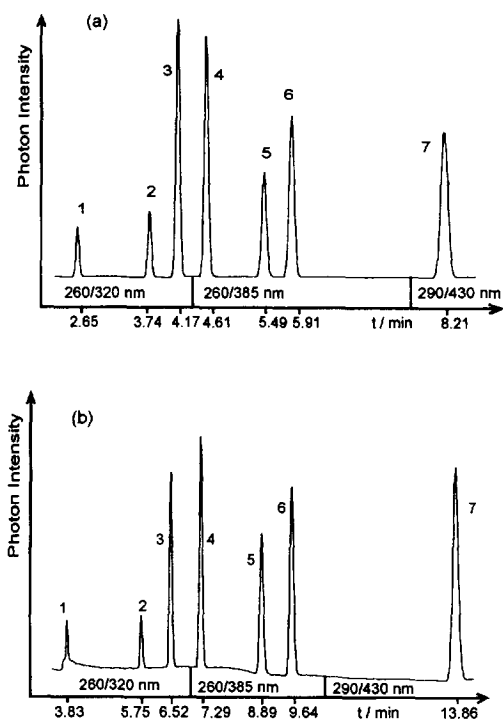 (a)
Photon Intensity
1
2
3
4
5
6
7
260/320 nm
260/385 nm
290/430 nm
2.65
3.74
4.17
4.61
5.49
5.91
t / min
8.21
(b)
Photon Intensity
1
2
3
4
5
6
7
260/320 nm
260/385 nm
290/430 nm
3.83
5.75
6.52
7.29
8.89
9.64
t / min
13.86